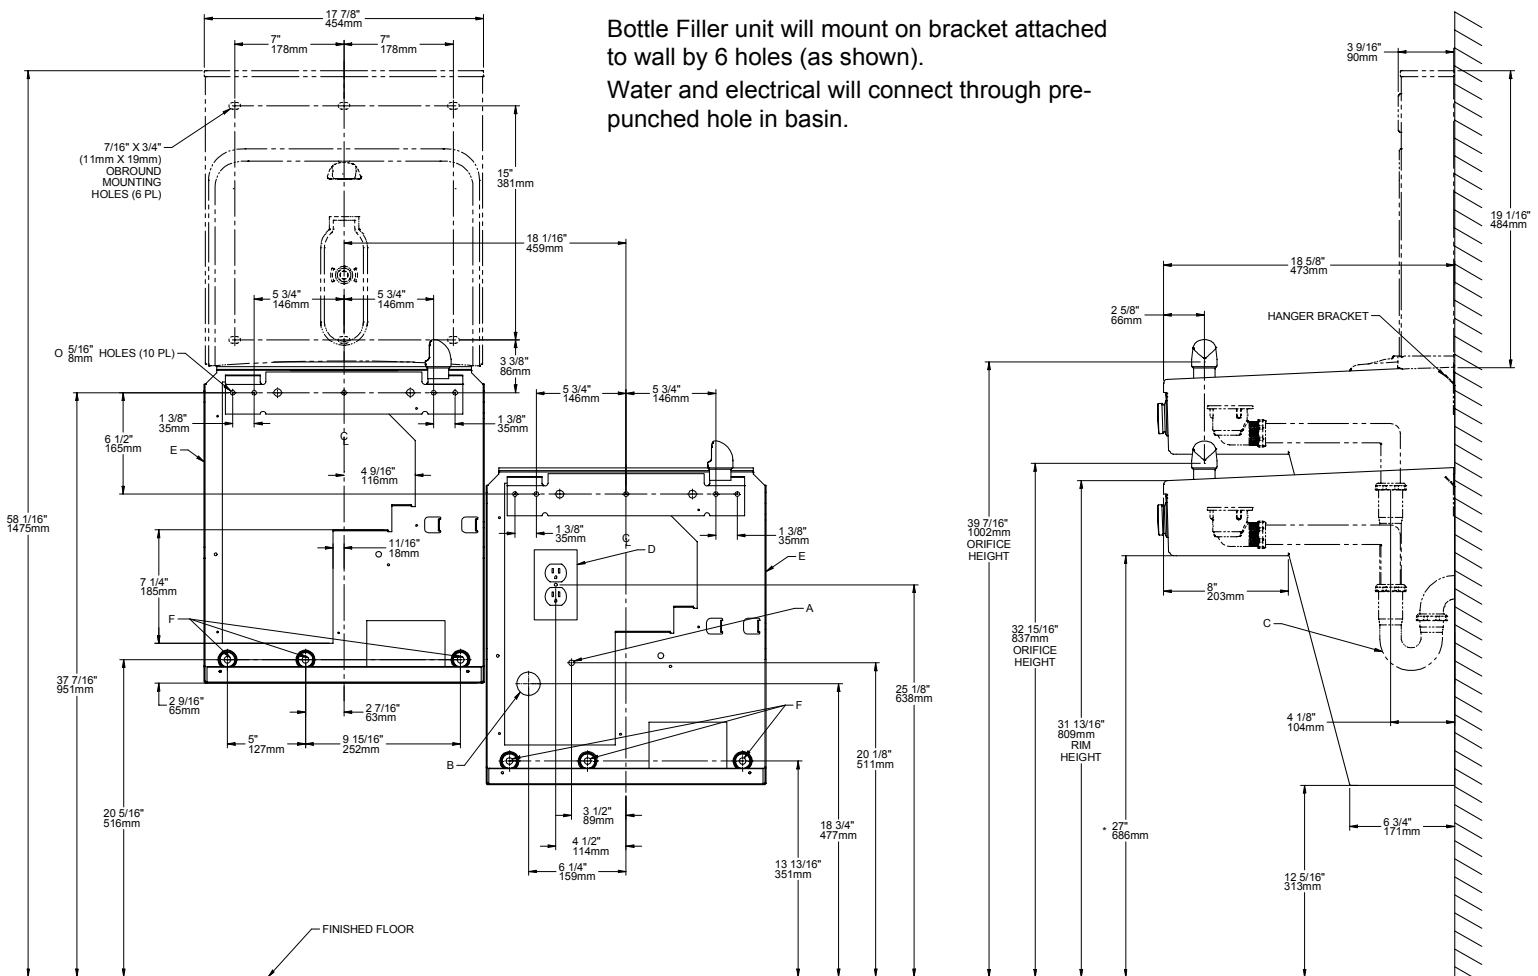 Bottle Filler unit will mount on bracket attached
to wall by 6 holes (as shown).
Water and electrical will connect through pre-
punched hole in basin.
17 7/8"
454mm
7"
178mm
7"
178mm
7/16" X 3/4"
(11mm X 19mm)
OBROUND
MOUNTING
HOLES (6 PL)
15"
381mm
18 1/16"
459mm
5 3/4"
146mm
5 3/4"
146mm
O 5/16" HOLES (10 PL)
8mm
3 3/8"
86mm
5 3/4"
146mm
5 3/4"
146mm
1 3/8"
35mm
1 3/8"
35mm
6 1/2"
165mm
E
C
L
4 9/16"
116mm
58 1/16"
1475mm
11/16"
18mm
1 3/8"
35mm
C
L
D
1 3/8"
35mm
E
7 1/4"
185mm
A
F
37 7/16"
951mm
2 9/16"
65mm
2 7/16"
63mm
5"
127mm
9 15/16"
252mm
B
F
25 1/8"
638mm
20 1/8"
511mm
20 5/16"
516mm
3 1/2"
89mm
4 1/2"
114mm
6 1/4"
159mm
18 3/4"
477mm
13 13/16"
351mm
FINISHED FLOOR
3 9/16"
90mm
19 1/16"
484mm
18 5/8"
473mm
2 5/8"
66mm
HANGER BRACKET
39 7/16"
1002mm
ORIFICE
HEIGHT
8"
203mm
32 15/16"
837mm
ORIFICE
HEIGHT
C
31 13/16"
809mm
RIM
HEIGHT
4 1/8"
104mm
* 27"
686mm
6 3/4"
171mm
12 5/16"
313mm